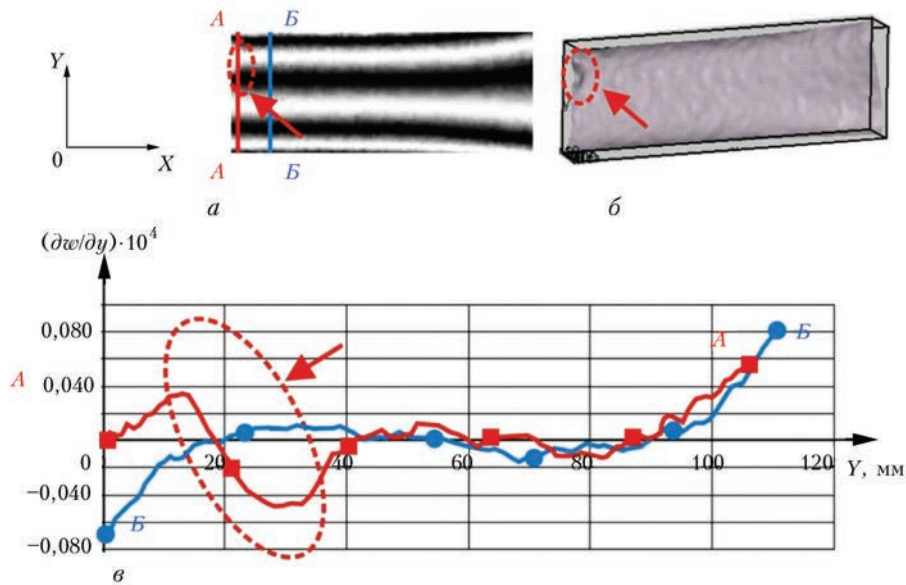 А Б
Y
0 X
А Б
а б
(∂w/∂y)·10⁴
0,080
А 0,040
0
−0,040
−0,080
20 40 60 80 100 120
Y, мм
А Б
Б
в